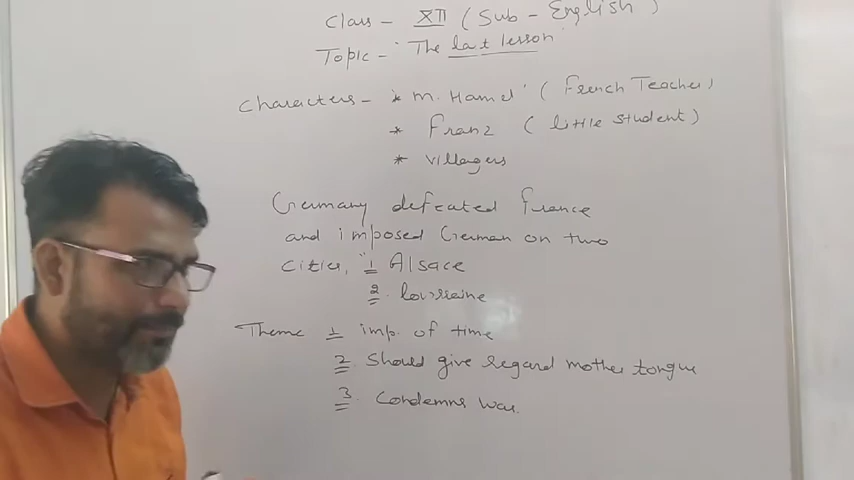 Class - XII ( Sub - English )
Topic - "The last lesson"
Characters - * M. Hamel ( French Teacher )
* Franz ( little student )
* villagers
Germany defeated france
and imposed German on two
cities, 1 Alsace
2. lourraine
Theme 1 imp. of time
2. Should give regard mother tongue
3. Condemns war.